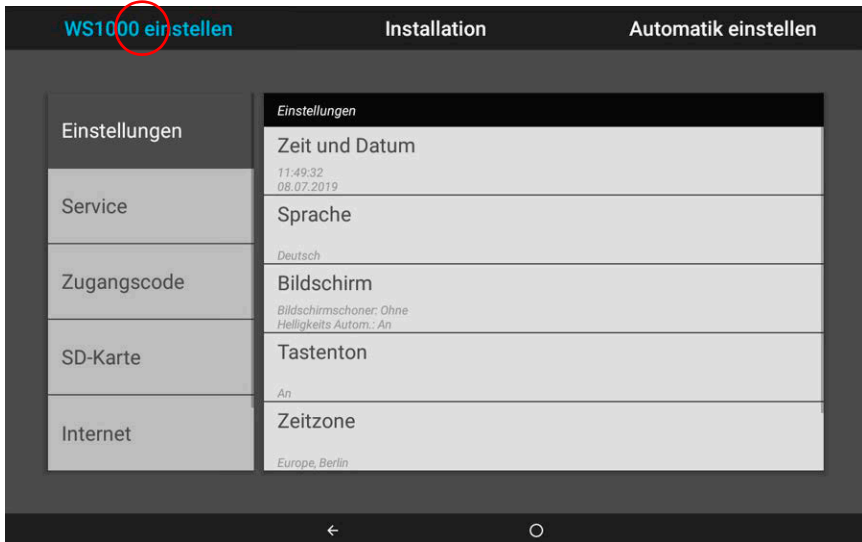 WS1000 einstellen
Installation
Automatik einstellen
Einstellungen
Service
Zugangscode
SD-Karte
Internet
Einstellungen
Zeit und Datum
11:49:32
08.07.2019
Sprache
Deutsch
Bildschirm
Bildschirmschoner: Ohne
Helligkeits Autom.: An
Tastenton
An
Zeitzone
Europe, Berlin